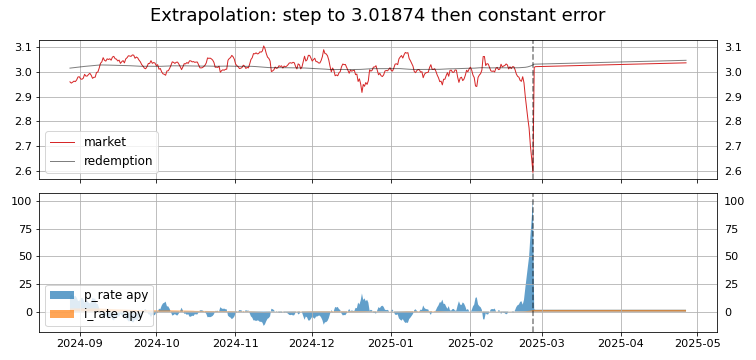 Extrapolation: step to 3.01874 then constant error
3.1 3.1
3.0 3.0
2.9 2.9
2.8 2.8
2.7 2.7
2.6 2.6
market
redemption
100 100
75 75
50 50
25 25
0 0
p_rate apy
i_rate apy
2024-09 2024-10 2024-11 2024-12 2025-01 2025-02 2025-03 2025-04 2025-05